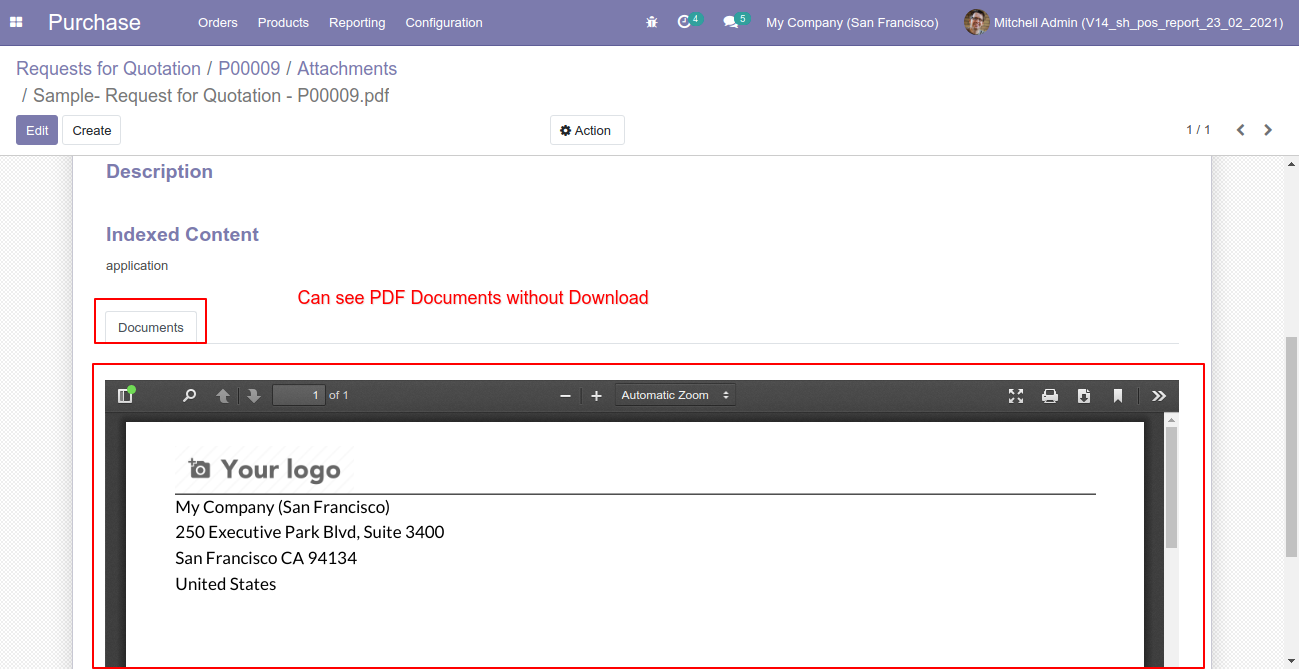 Purchase Orders Products Reporting Configuration 4 5 My Company (San Francisco) Mitchell Admin (V14_sh_pos_report_23_02_2021)
Requests for Quotation / P00009 / Attachments
/ Sample- Request for Quotation - P00009.pdf
Edit Create Action 1 / 1
Description
Indexed Content
application
Can see PDF Documents without Download
Documents
1 of 1 Automatic Zoom
Your logo
My Company (San Francisco)
250 Executive Park Blvd, Suite 3400
San Francisco CA 94134
United States